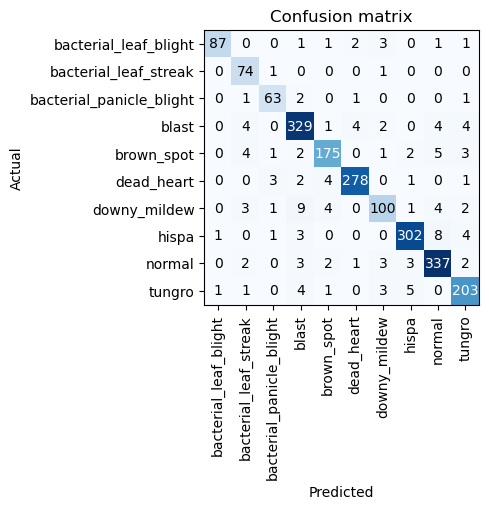 Confusion matrix
Actual
bacterial_leaf_blight 87 0 0 1 1 2 3 0 1 1
bacterial_leaf_streak 0 74 1 0 0 0 1 0 0 0
bacterial_panicle_blight 0 1 63 2 0 1 0 0 0 1
blast 0 4 0 329 1 4 2 0 4 4
brown_spot 0 4 1 2 175 0 1 2 5 3
dead_heart 0 0 3 2 4 278 0 1 0 1
downy_mildew 0 3 1 9 4 0 100 1 4 2
hispa 1 0 1 3 0 0 0 302 8 4
normal 0 2 0 3 2 1 3 3 337 2
tungro 1 1 0 4 1 0 3 5 0 203
bacterial_leaf_blight
bacterial_leaf_streak
bacterial_panicle_blight
blast
brown_spot
dead_heart
downy_mildew
hispa
normal
tungro
Predicted